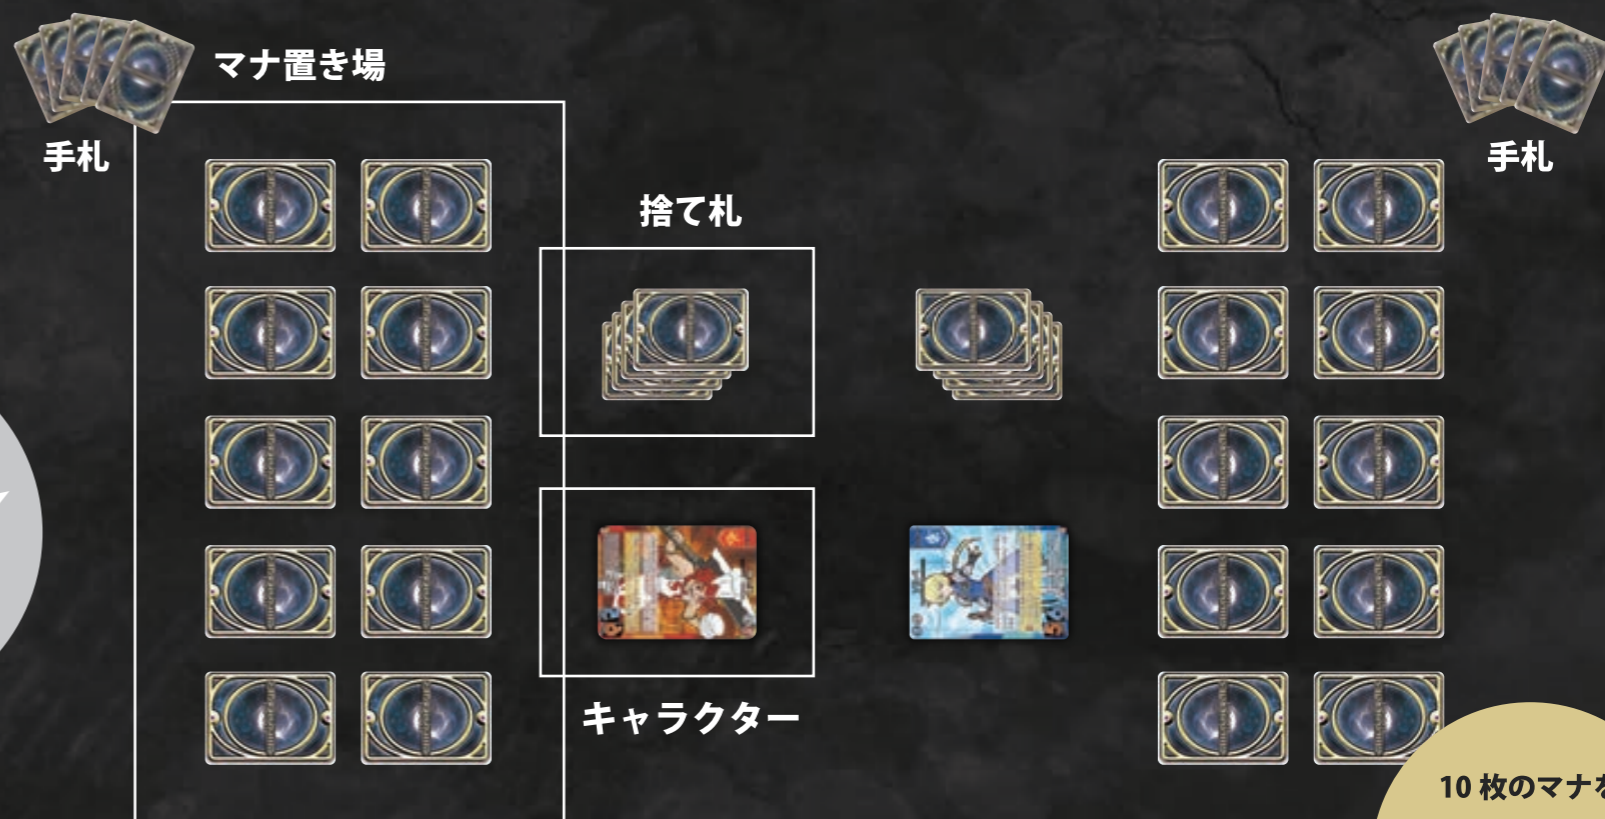 マナ置き場
手札
手札
捨て札
キャラクター
10 枚のマナを